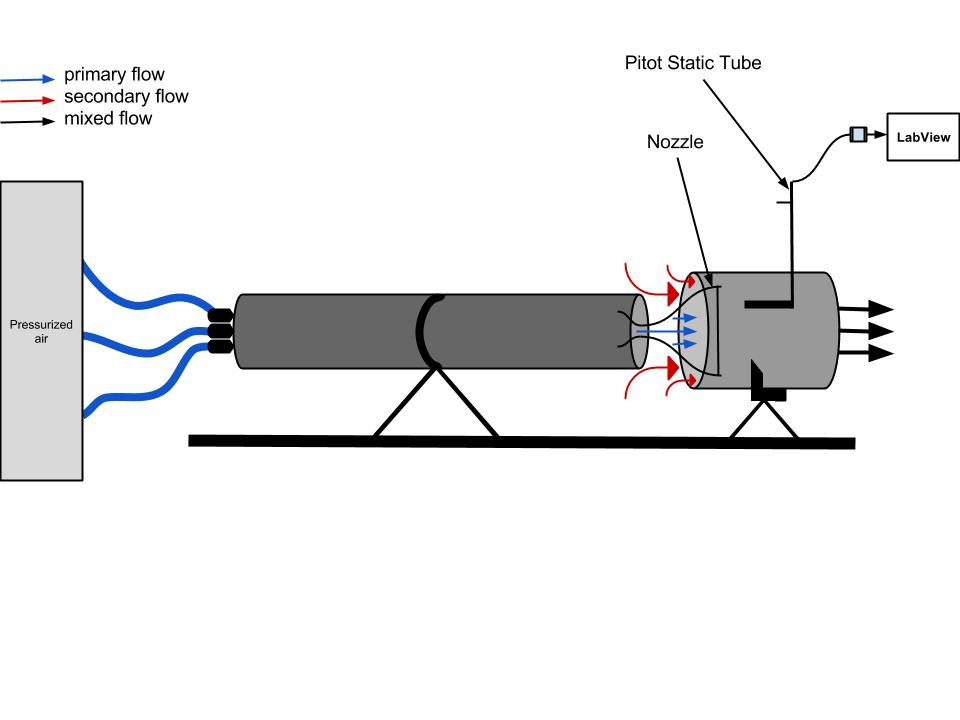 Pitot Static Tube
primary flow
secondary flow
mixed flow
LabView
Nozzle
Pressurized
air